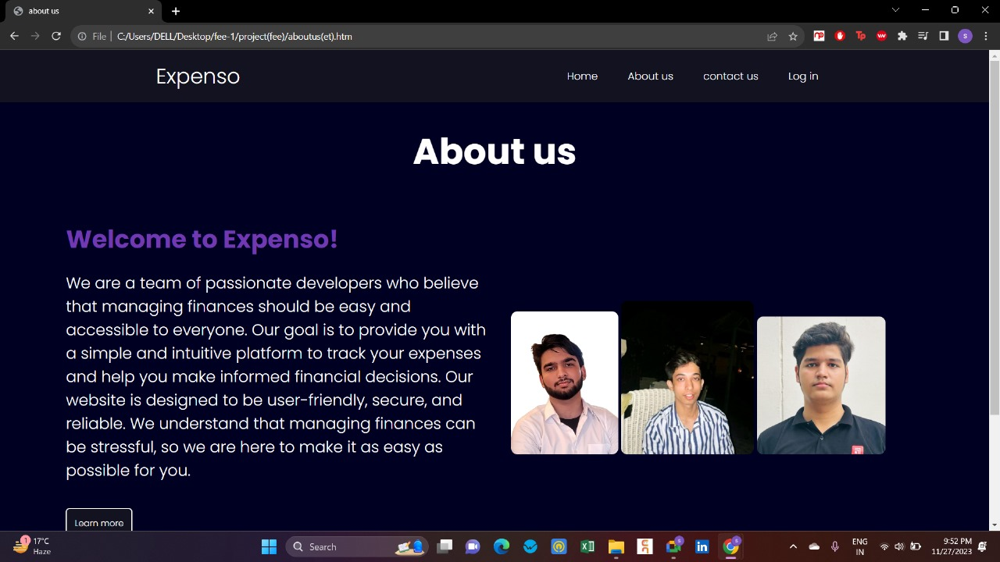 about us
File
C:/Users/DELL/Desktop/fee-1/project(fee)/aboutus(et).htm
Expenso
Home
About us
contact us
Log in
About us
Welcome to Expenso!
We are a team of passionate developers who believe
that managing finances should be easy and
accessible to everyone. Our goal is to provide you with
a simple and intuitive platform to track your expenses
and help you make informed financial decisions. Our
website is designed to be user-friendly, secure, and
reliable. We understand that managing finances can
be stressful, so we are here to make it as easy as
possible for you.
Learn more
1
17°C
Haze
Search
ENG
IN
9:52 PM
11/27/2023